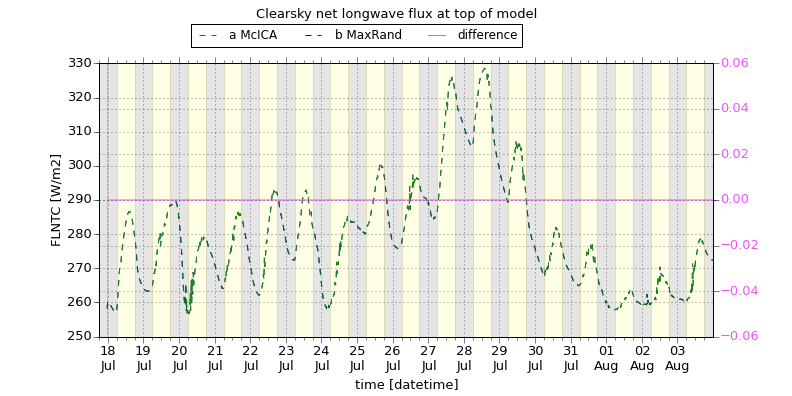 Clearsky net longwave flux at top of model
a McICA b MaxRand difference
FLNTC [W/m2]
330
320
310
300
290
280
270
260
250
0.06
0.04
0.02
0.00
−0.02
−0.04
−0.06
18 19 20 21 22 23 24 25 26 27 28 29 30 31 01 02 03
Jul Jul Jul Jul Jul Jul Jul Jul Jul Jul Jul Jul Jul Jul Aug Aug Aug
time [datetime]